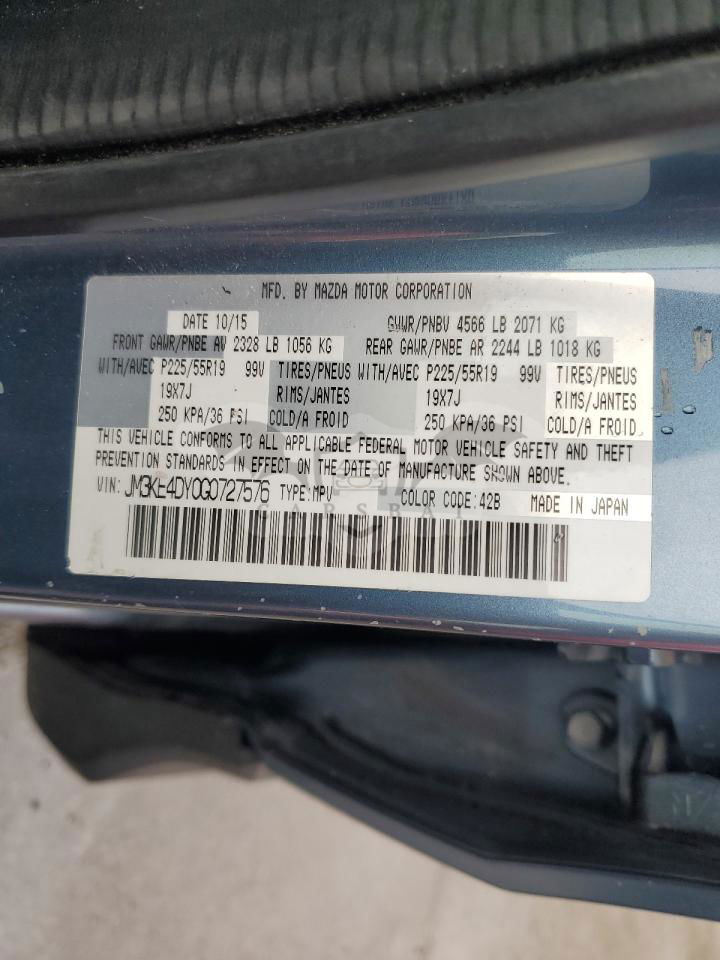 MFD. BY MAZDA MOTOR CORPORATION
DATE 10/15 GVWR/PNBV 4566 LB 2071 KG
FRONT GAWR/PNBE AV 2328 LB 1056 KG REAR GAWR/PNBE AR 2244 LB 1018 KG
WITH/AVEC P225/55R19 99V TIRES/PNEUS WITH/AVEC P225/55R19 99V TIRES/PNEUS
19X7J RIMS/JANTES 19X7J RIMS/JANTES
250 KPA/36 PSI COLD/A FROID 250 KPA/36 PSI COLD/A FROID
THIS VEHICLE CONFORMS TO ALL APPLICABLE FEDERAL MOTOR VEHICLE SAFETY AND THEFT
PREVENTION STANDARDS IN EFFECT ON THE DATE OF MANUFACTURE SHOWN ABOVE.
VIN: JM3KE4DY0G0727576 TYPE:MPV COLOR CODE:42B MADE IN JAPAN
CARSBAT